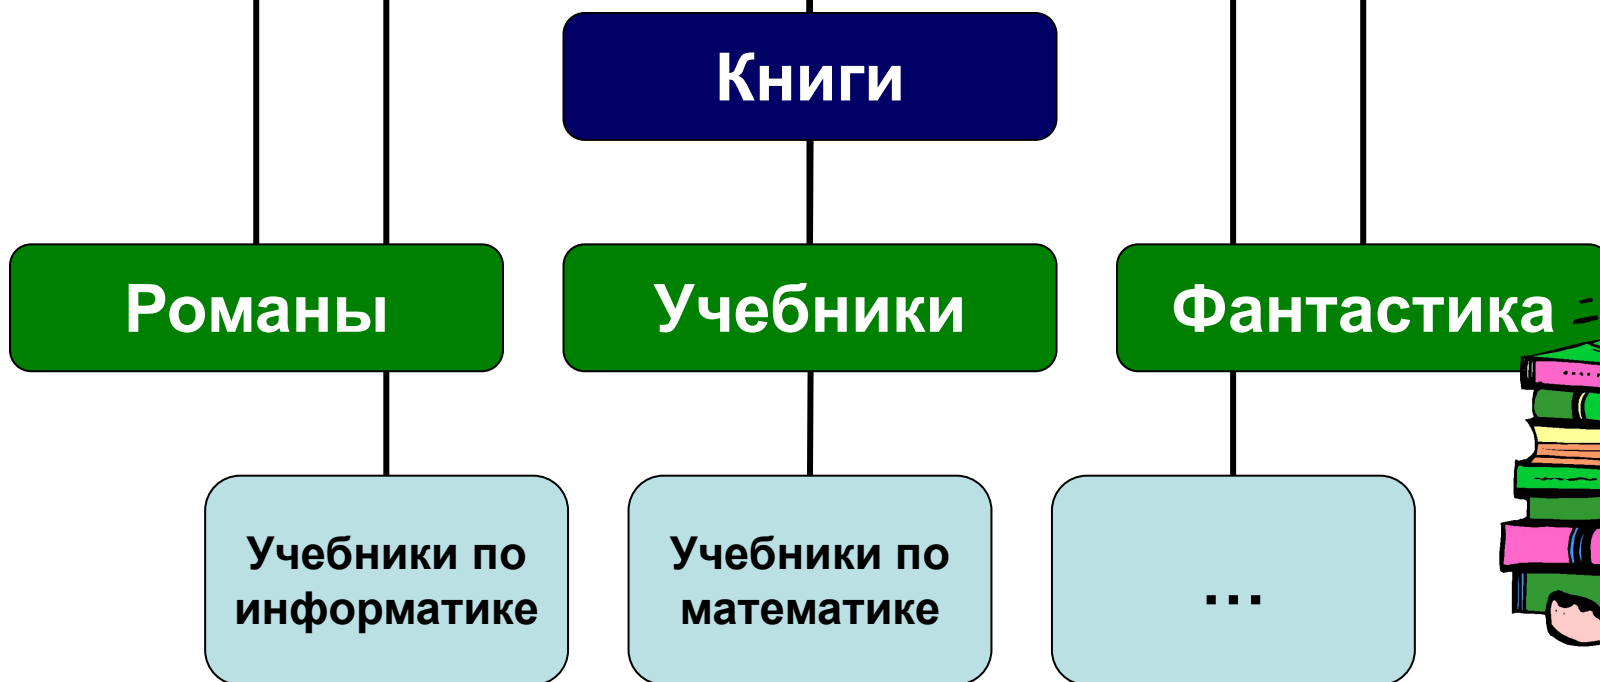 Книги
Романы
Учебники
Фантастика
Учебники по
информатике
Учебники по
математике
...